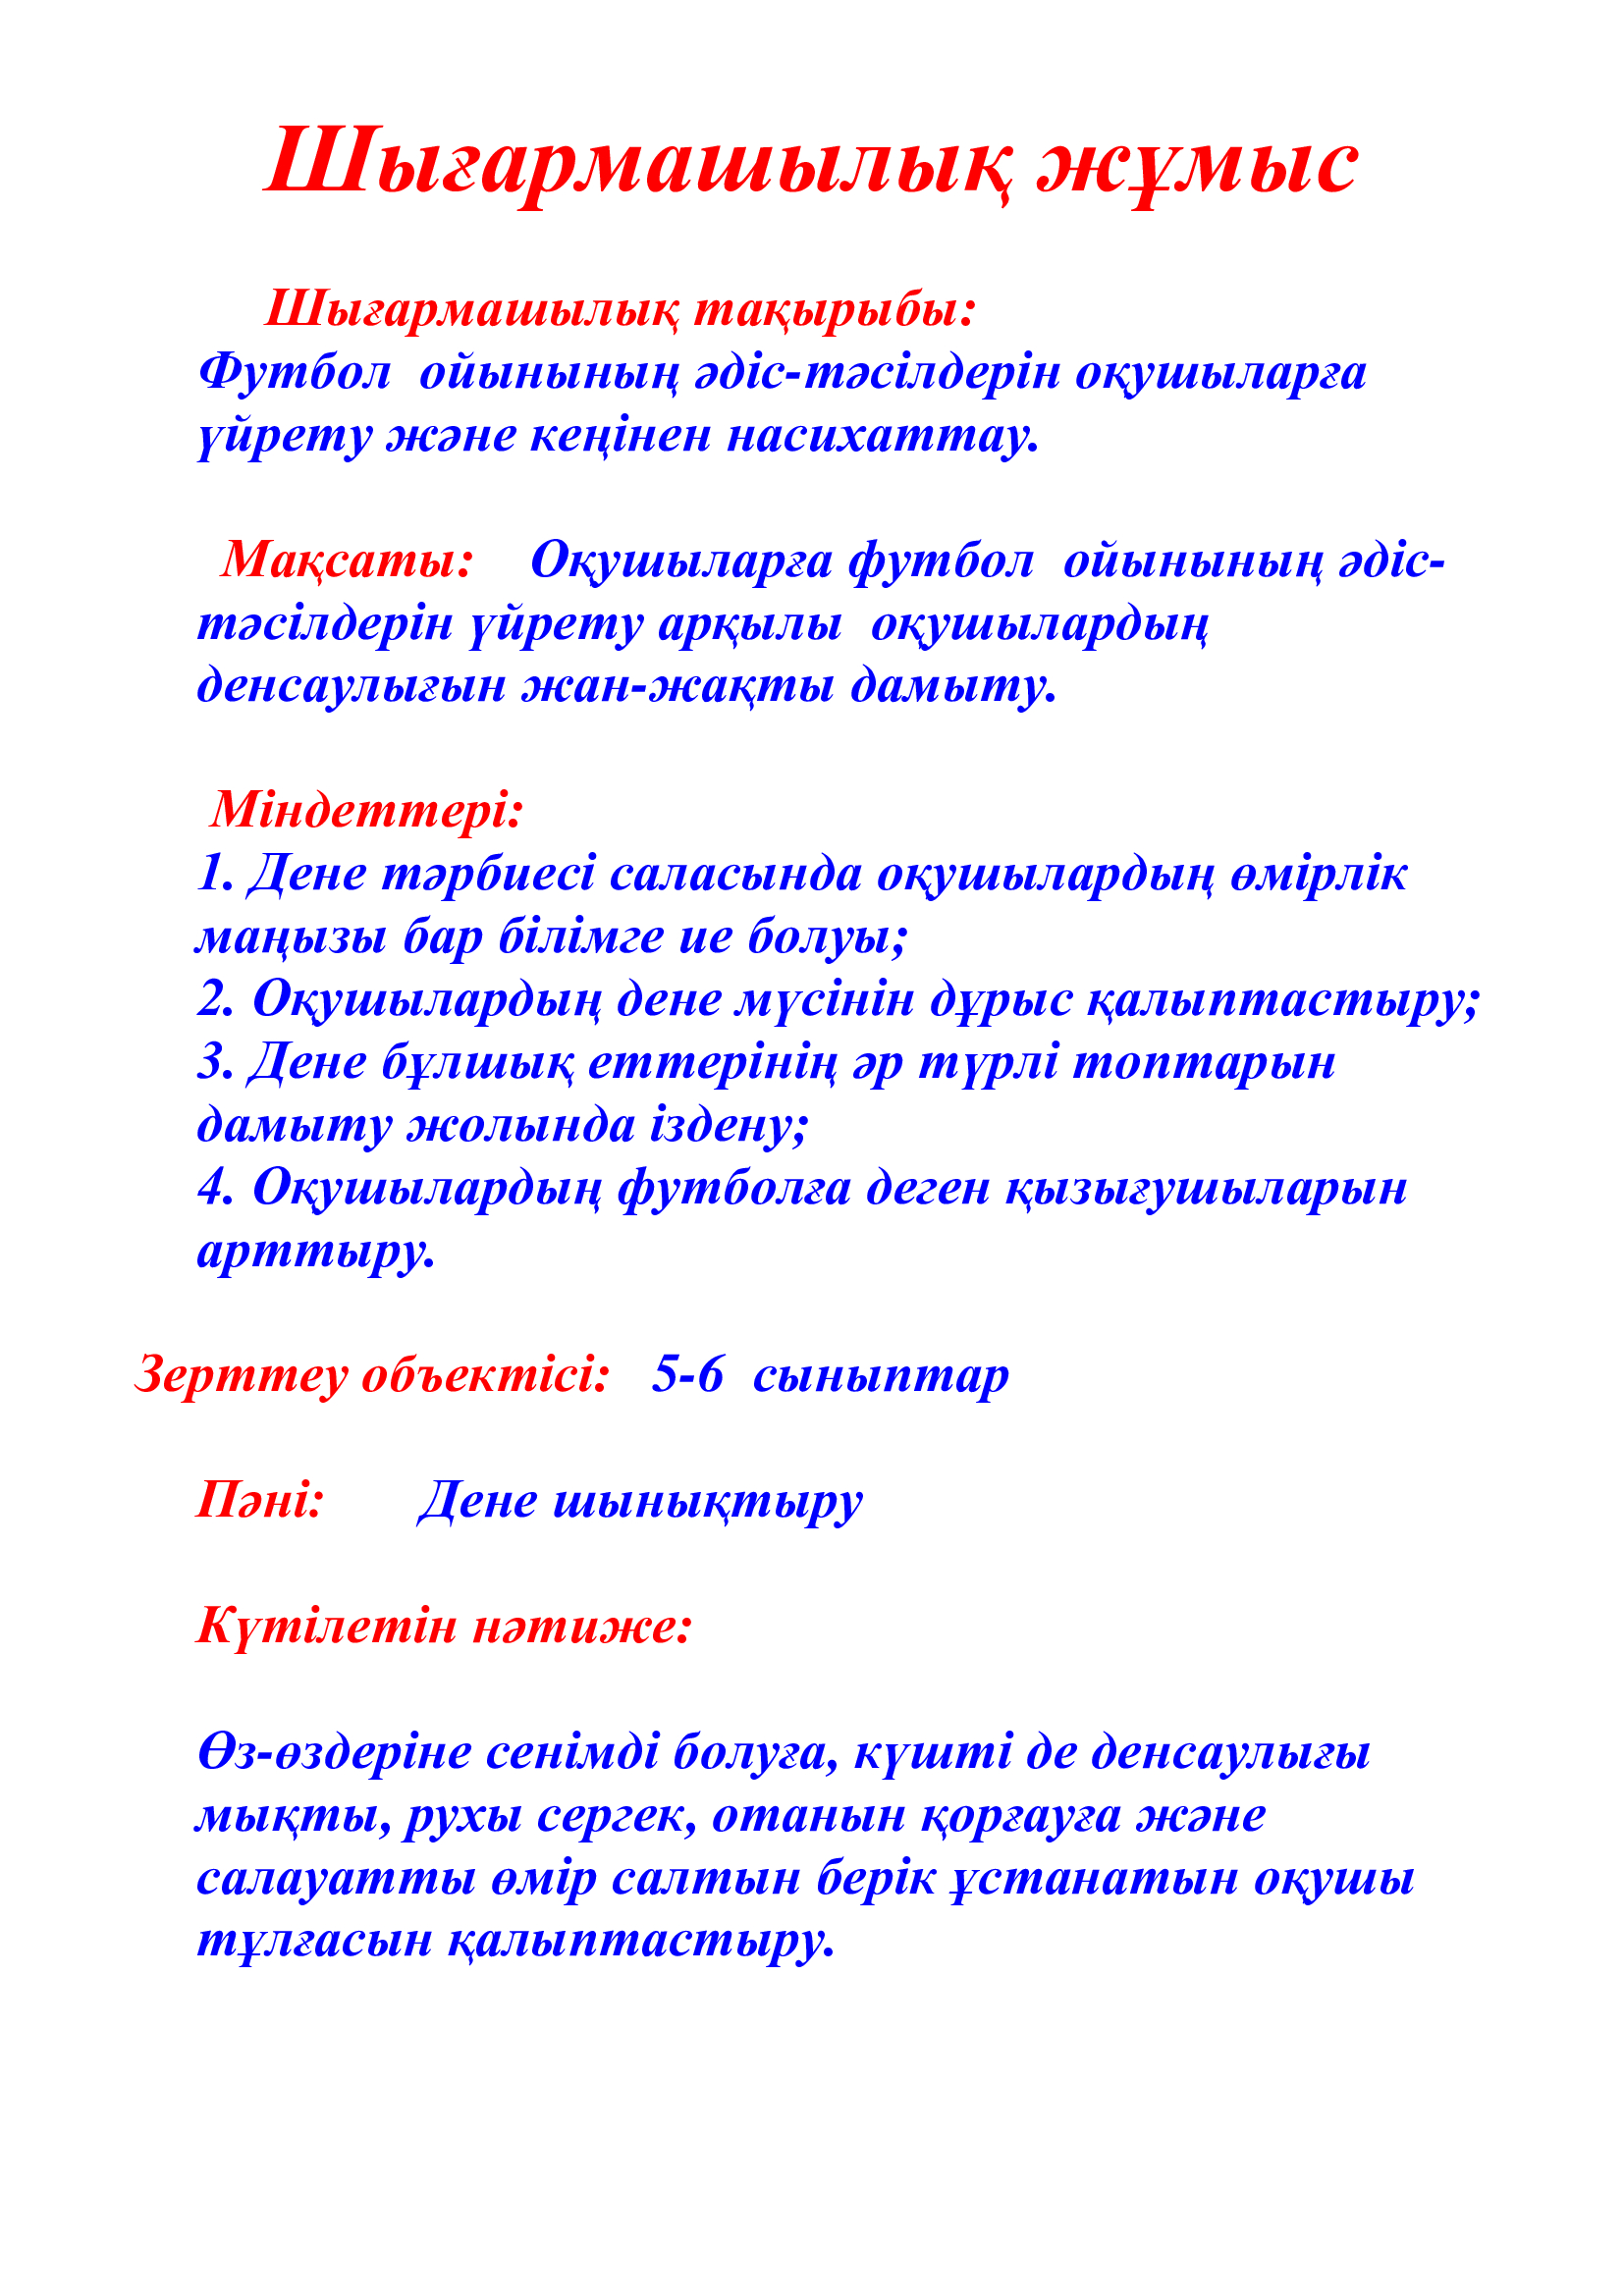 Шығармашылық жұмыс
Шығармашылық тақырыбы:
Футбол ойынының әдіс-тәсілдерін оқушыларға
үйрету және кеңінен насихаттау.
Мақсаты: Оқушыларға футбол ойынының әдіс-
тәсілдерін үйрету арқылы оқушылардың
денсаулығын жан-жақты дамыту.
Міндеттері:
1. Дене тәрбиесі саласында оқушылардың өмірлік
маңызы бар білімге ие болуы;
2. Оқушылардың дене мүсінін дұрыс қалыптастыру;
3. Дене бұлшық еттерінің әр түрлі топтарын
дамыту жолында іздену;
4. Оқушылардың футболға деген қызығушыларын
арттыру.
Зерттеу объектісі: 5-6 сыныптар
Пәні: Дене шынықтыру
Күтілетін нәтиже:
Өз-өздеріне сенімді болуға, күшті де денсаулығы
мықты, рухы сергек, отанын қорғауға және
салауатты өмір салтын берік ұстанатын оқушы
тұлғасын қалыптастыру.